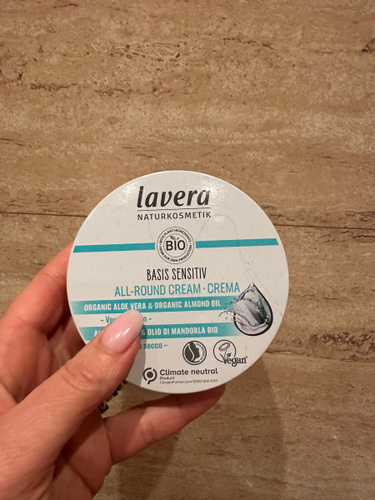 lavera
NATURKOSMETIK
BIO
BASIS SENSITIV
ALL-ROUND CREAM · CREMA
ORGANIC ALOE VERA & ORGANIC ALMOND OIL
& OLIO DI MANDORLA BIO
secco –
Climate neutral
Product
Vegan